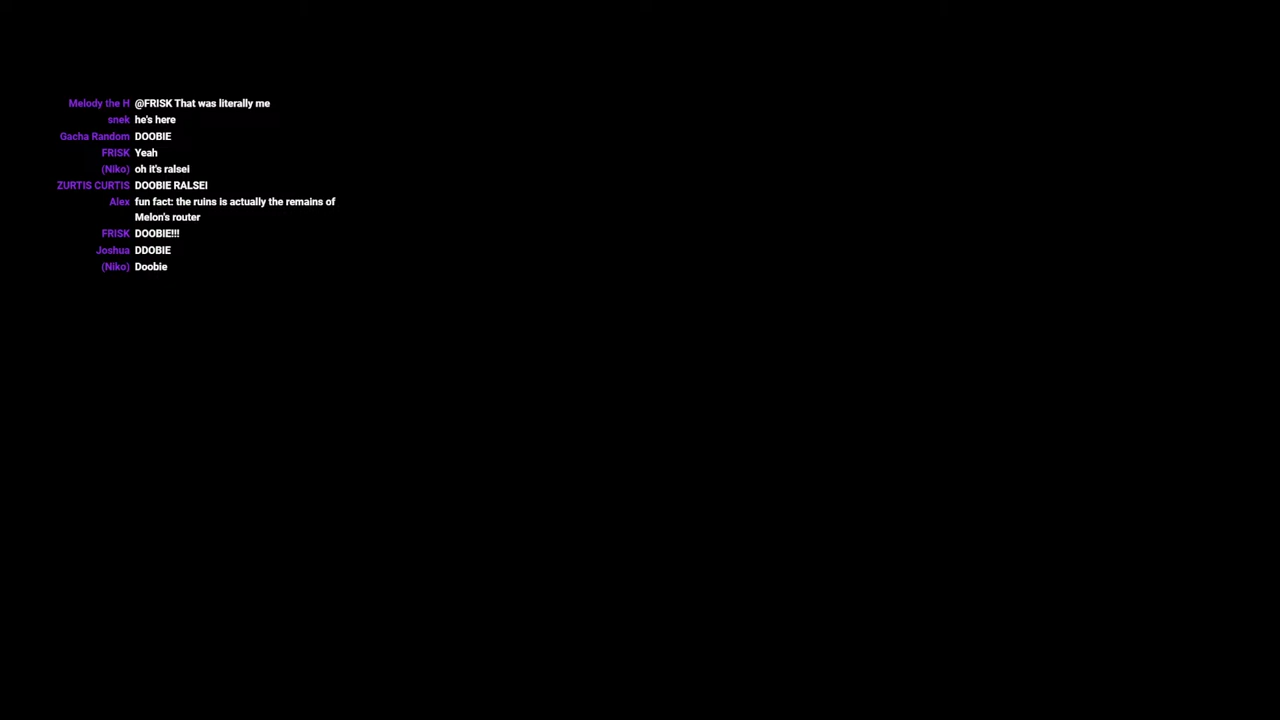 Melody the H @FRISK That was literally me
snek he's here
Gacha Random DOOBIE
FRISK Yeah
(Niko) oh it's ralsei
ZURTIS CURTIS DOOBIE RALSEI
Alex fun fact: the ruins is actually the remains of
Melon's router
FRISK DOOBIE!!!
Joshua DDOBIE
(Niko) Doobie